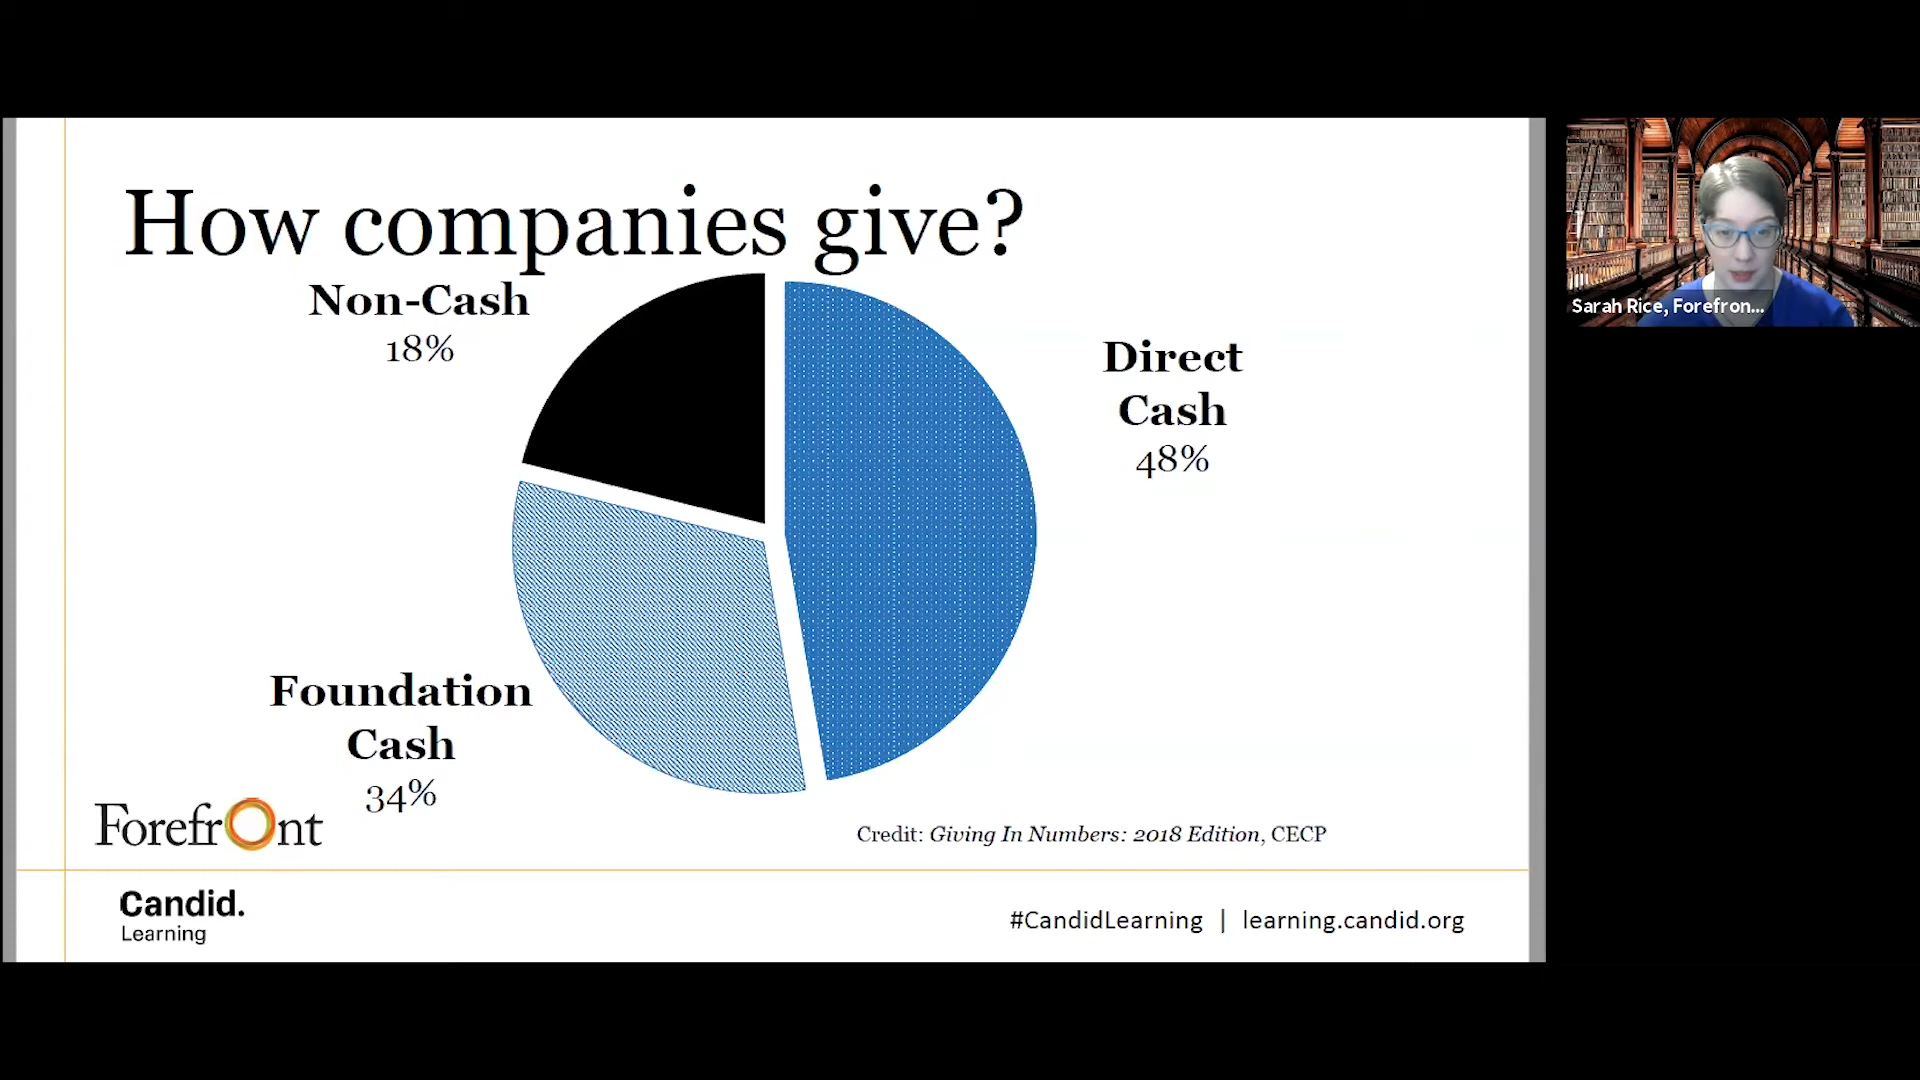 How companies give?
Non-Cash
18%
Direct
Cash
48%
Foundation
Cash
34%
Forefront
Credit: Giving In Numbers: 2018 Edition, CECP
Candid.
Learning
#CandidLearning | learning.candid.org
Sarah Rice, Forefron...